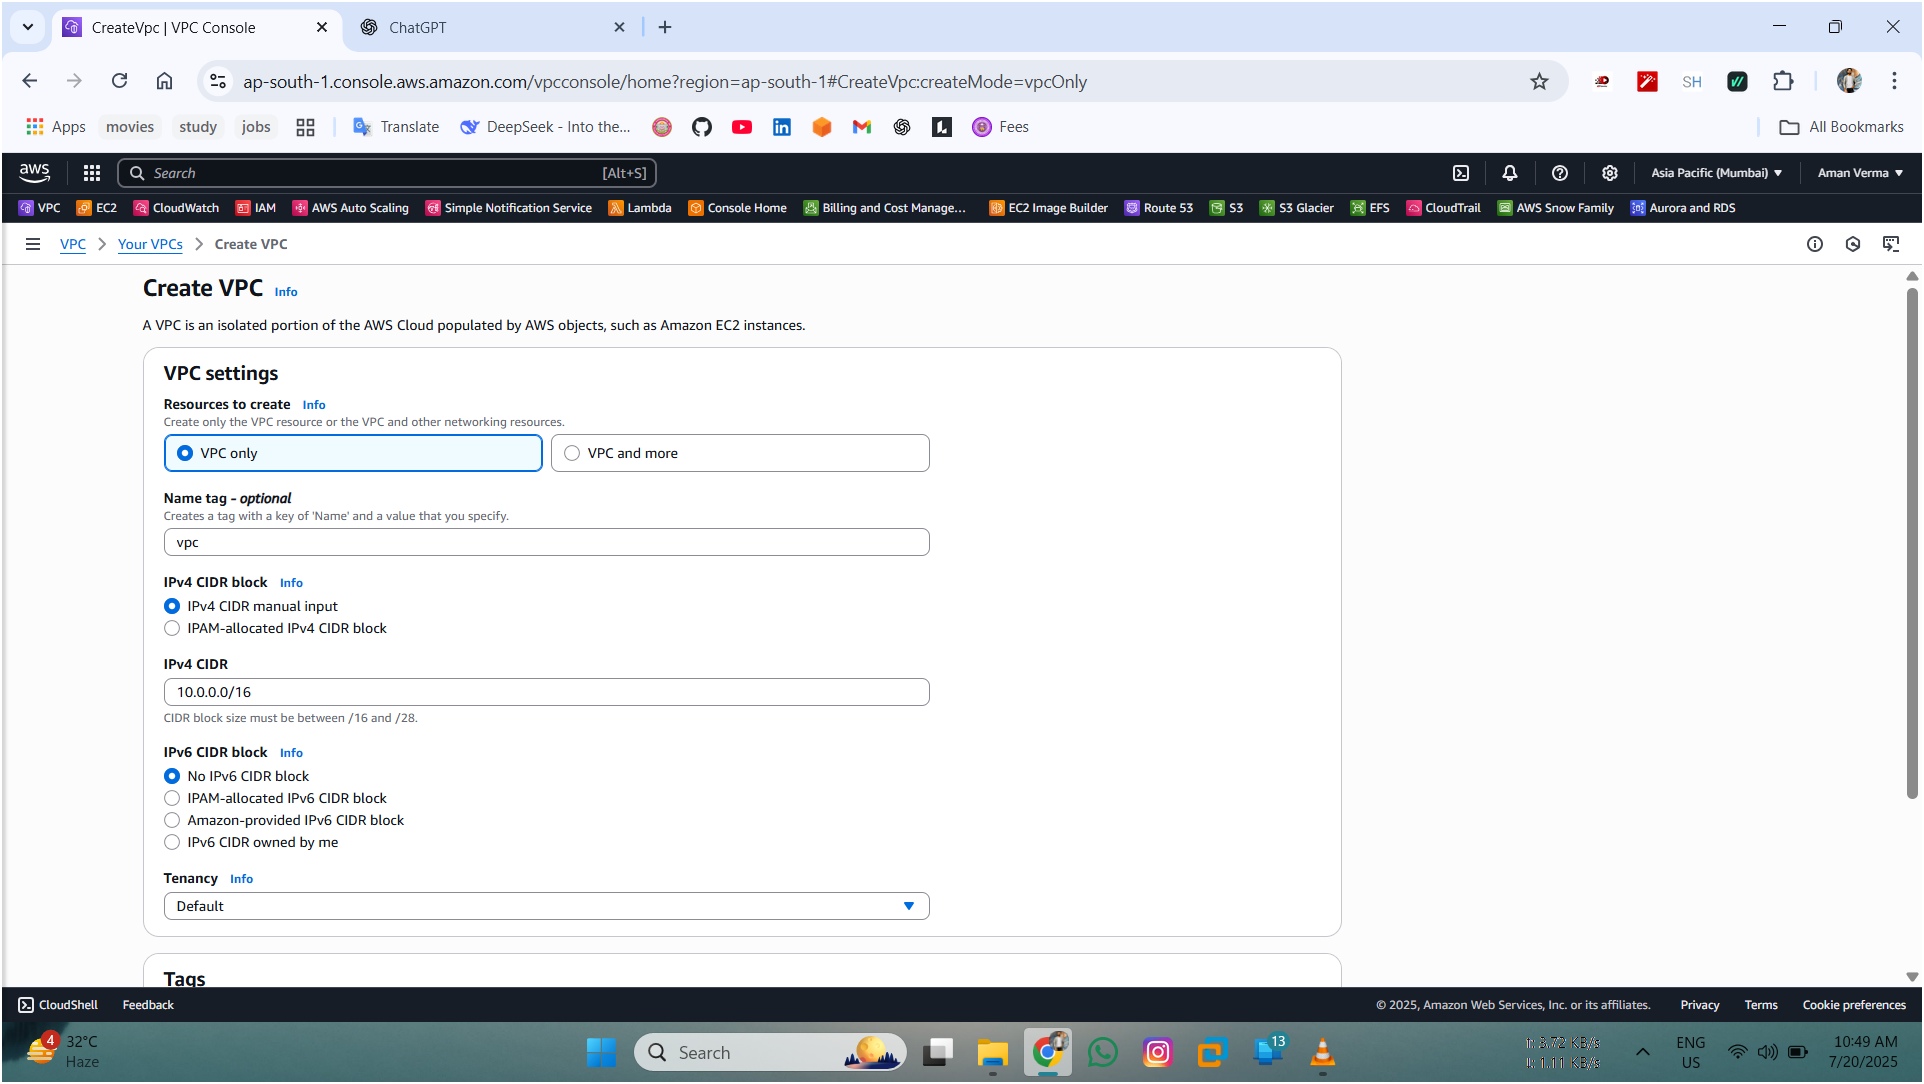 CreateVpc | VPC Console
ChatGPT
ap-south-1.console.aws.amazon.com/vpcconsole/home?region=ap-south-1#CreateVpc:createMode=vpcOnly
SH
Apps movies study jobs Translate DeepSeek - Into the... Fees All Bookmarks
aws Search [Alt+S] Asia Pacific (Mumbai) Aman Verma
VPC EC2 CloudWatch IAM AWS Auto Scaling Simple Notification Service Lambda Console Home Billing and Cost Manage... EC2 Image Builder Route 53 S3 S3 Glacier EFS CloudTrail AWS Snow Family Aurora and RDS
VPC Your VPCs Create VPC
Create VPC Info
A VPC is an isolated portion of the AWS Cloud populated by AWS objects, such as Amazon EC2 instances.
VPC settings
Resources to create Info
Create only the VPC resource or the VPC and other networking resources.
VPC only VPC and more
Name tag - optional
Creates a tag with a key of 'Name' and a value that you specify.
vpc
IPv4 CIDR block Info
IPv4 CIDR manual input
IPAM-allocated IPv4 CIDR block
IPv4 CIDR
10.0.0.0/16
CIDR block size must be between /16 and /28.
IPv6 CIDR block Info
No IPv6 CIDR block
IPAM-allocated IPv6 CIDR block
Amazon-provided IPv6 CIDR block
IPv6 CIDR owned by me
Tenancy Info
Default
Tags
CloudShell Feedback © 2025, Amazon Web Services, Inc. or its affiliates. Privacy Terms Cookie preferences
4 32°C
Haze
Search
13
3.72 KB/s
1.11 KB/s
ENG
US
10:49 AM
7/20/2025